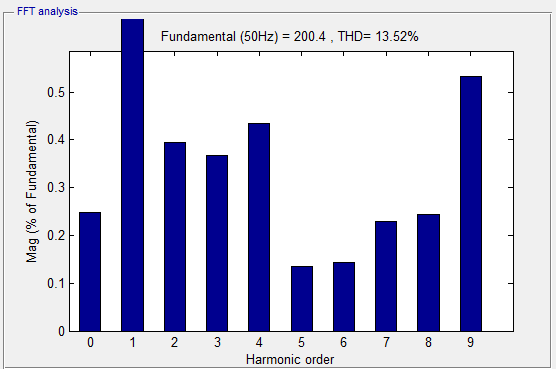 FFT analysis
Fundamental (50Hz) = 200.4 , THD= 13.52%
0.5
0.4
0.3
0.2
0.1
0
Mag (% of Fundamental)
0 1 2 3 4 5 6 7 8 9
Harmonic order